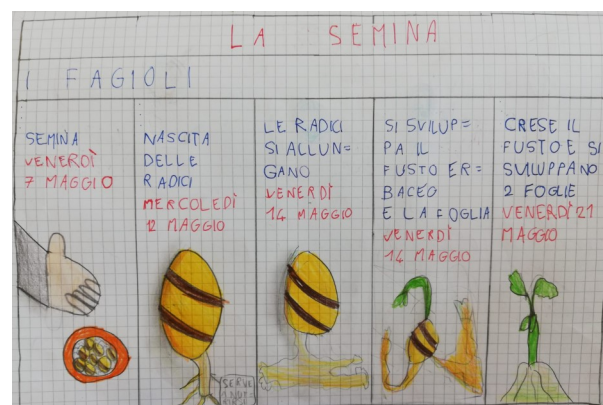 LA SEMINA
I FAGIOLI
SEMINA
VENERDÌ
7 MAGGIO
NASCITA
DELLE
RADICI
MERCOLEDÌ
12 MAGGIO
LE RADICI
SI ALLUN=
GANO
VENERDÌ
14 MAGGIO
SI SVILUP=
PA IL
FUSTO ER=
BACEO
E LA FOGLIA
VENERDÌ
14 MAGGIO
CRESE IL
FUSTO E SI
SVILUPPANO
2 FOGLIE
VENERDÌ 21
MAGGIO
SERVE